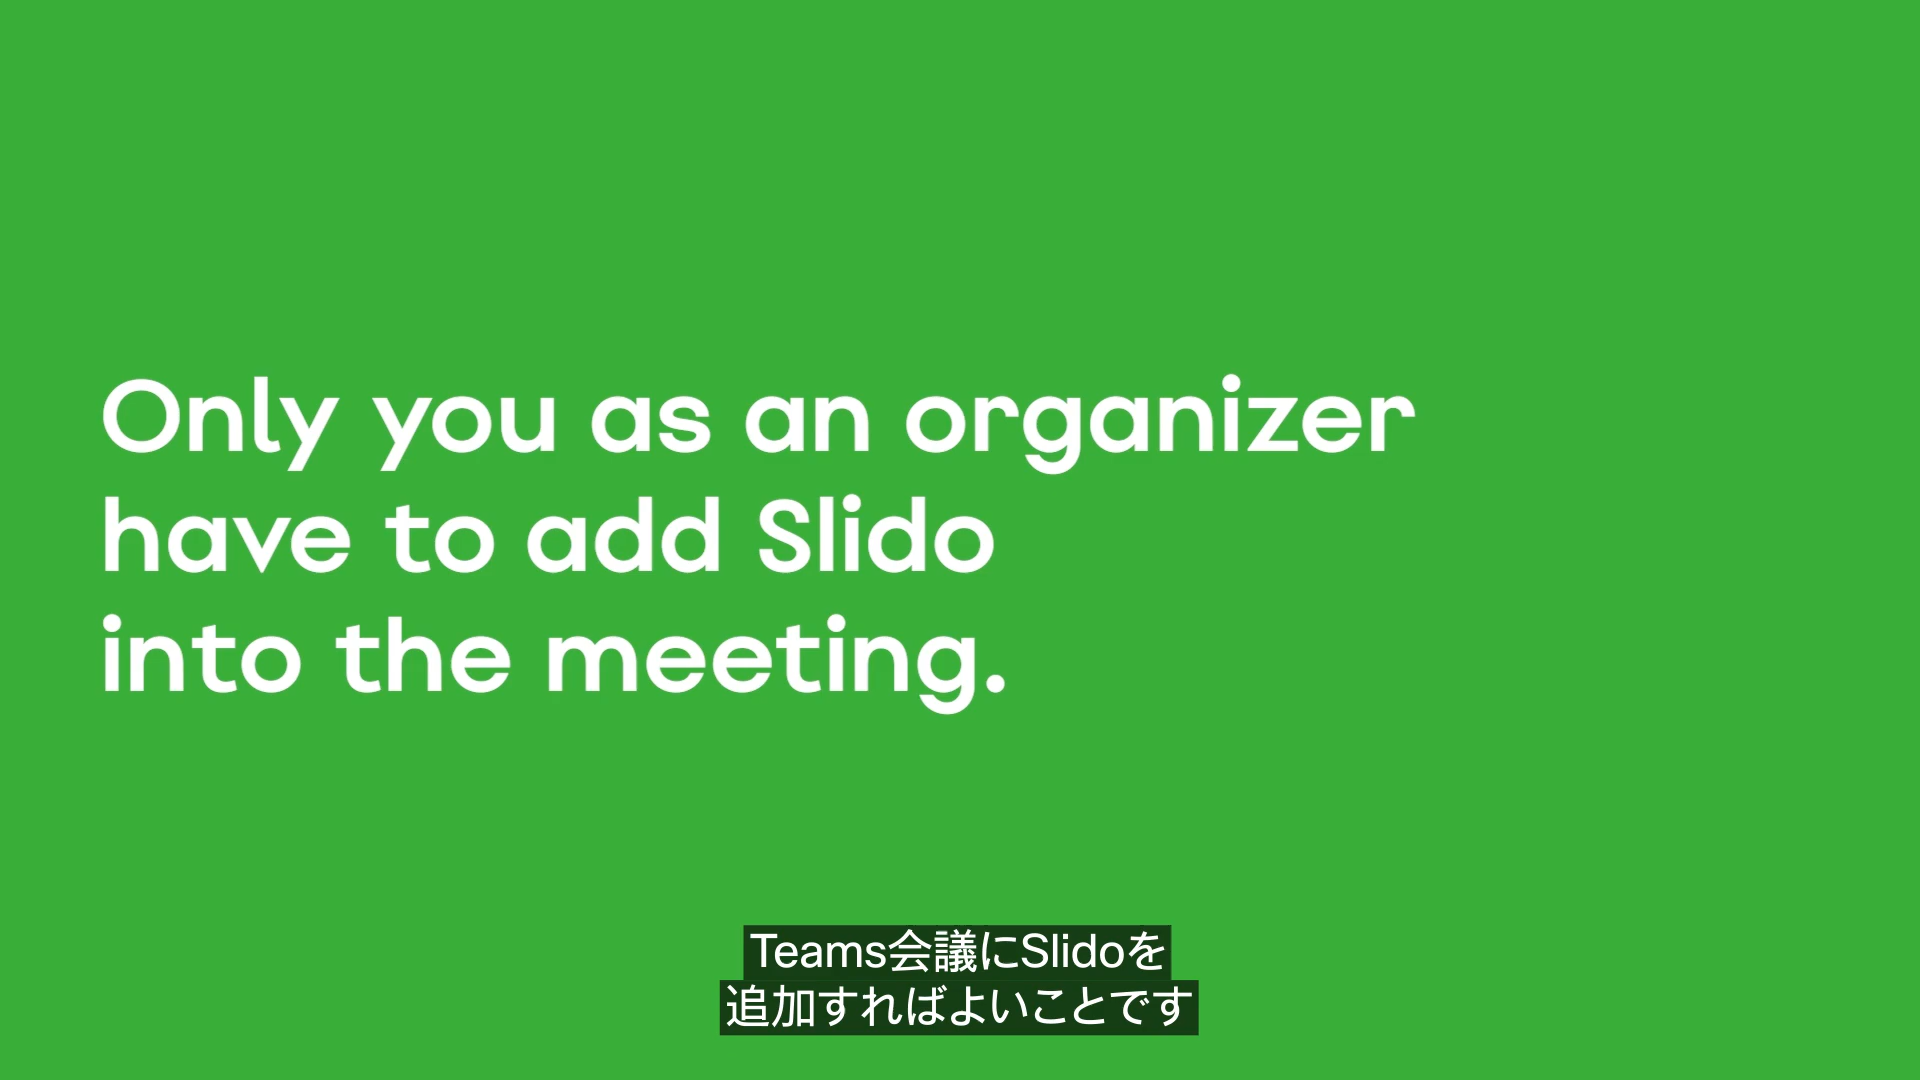 Only you as an organizer
have to add Slido
into the meeting.
Teams会議にSlidoを
追加すればよいことです